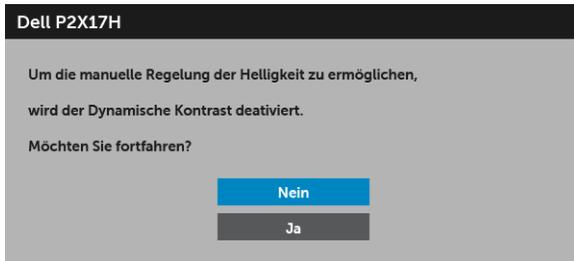 Dell P2X17H
Um die manuelle Regelung der Helligkeit zu ermöglichen,
wird der Dynamische Kontrast deativiert.
Möchten Sie fortfahren?
Nein
Ja